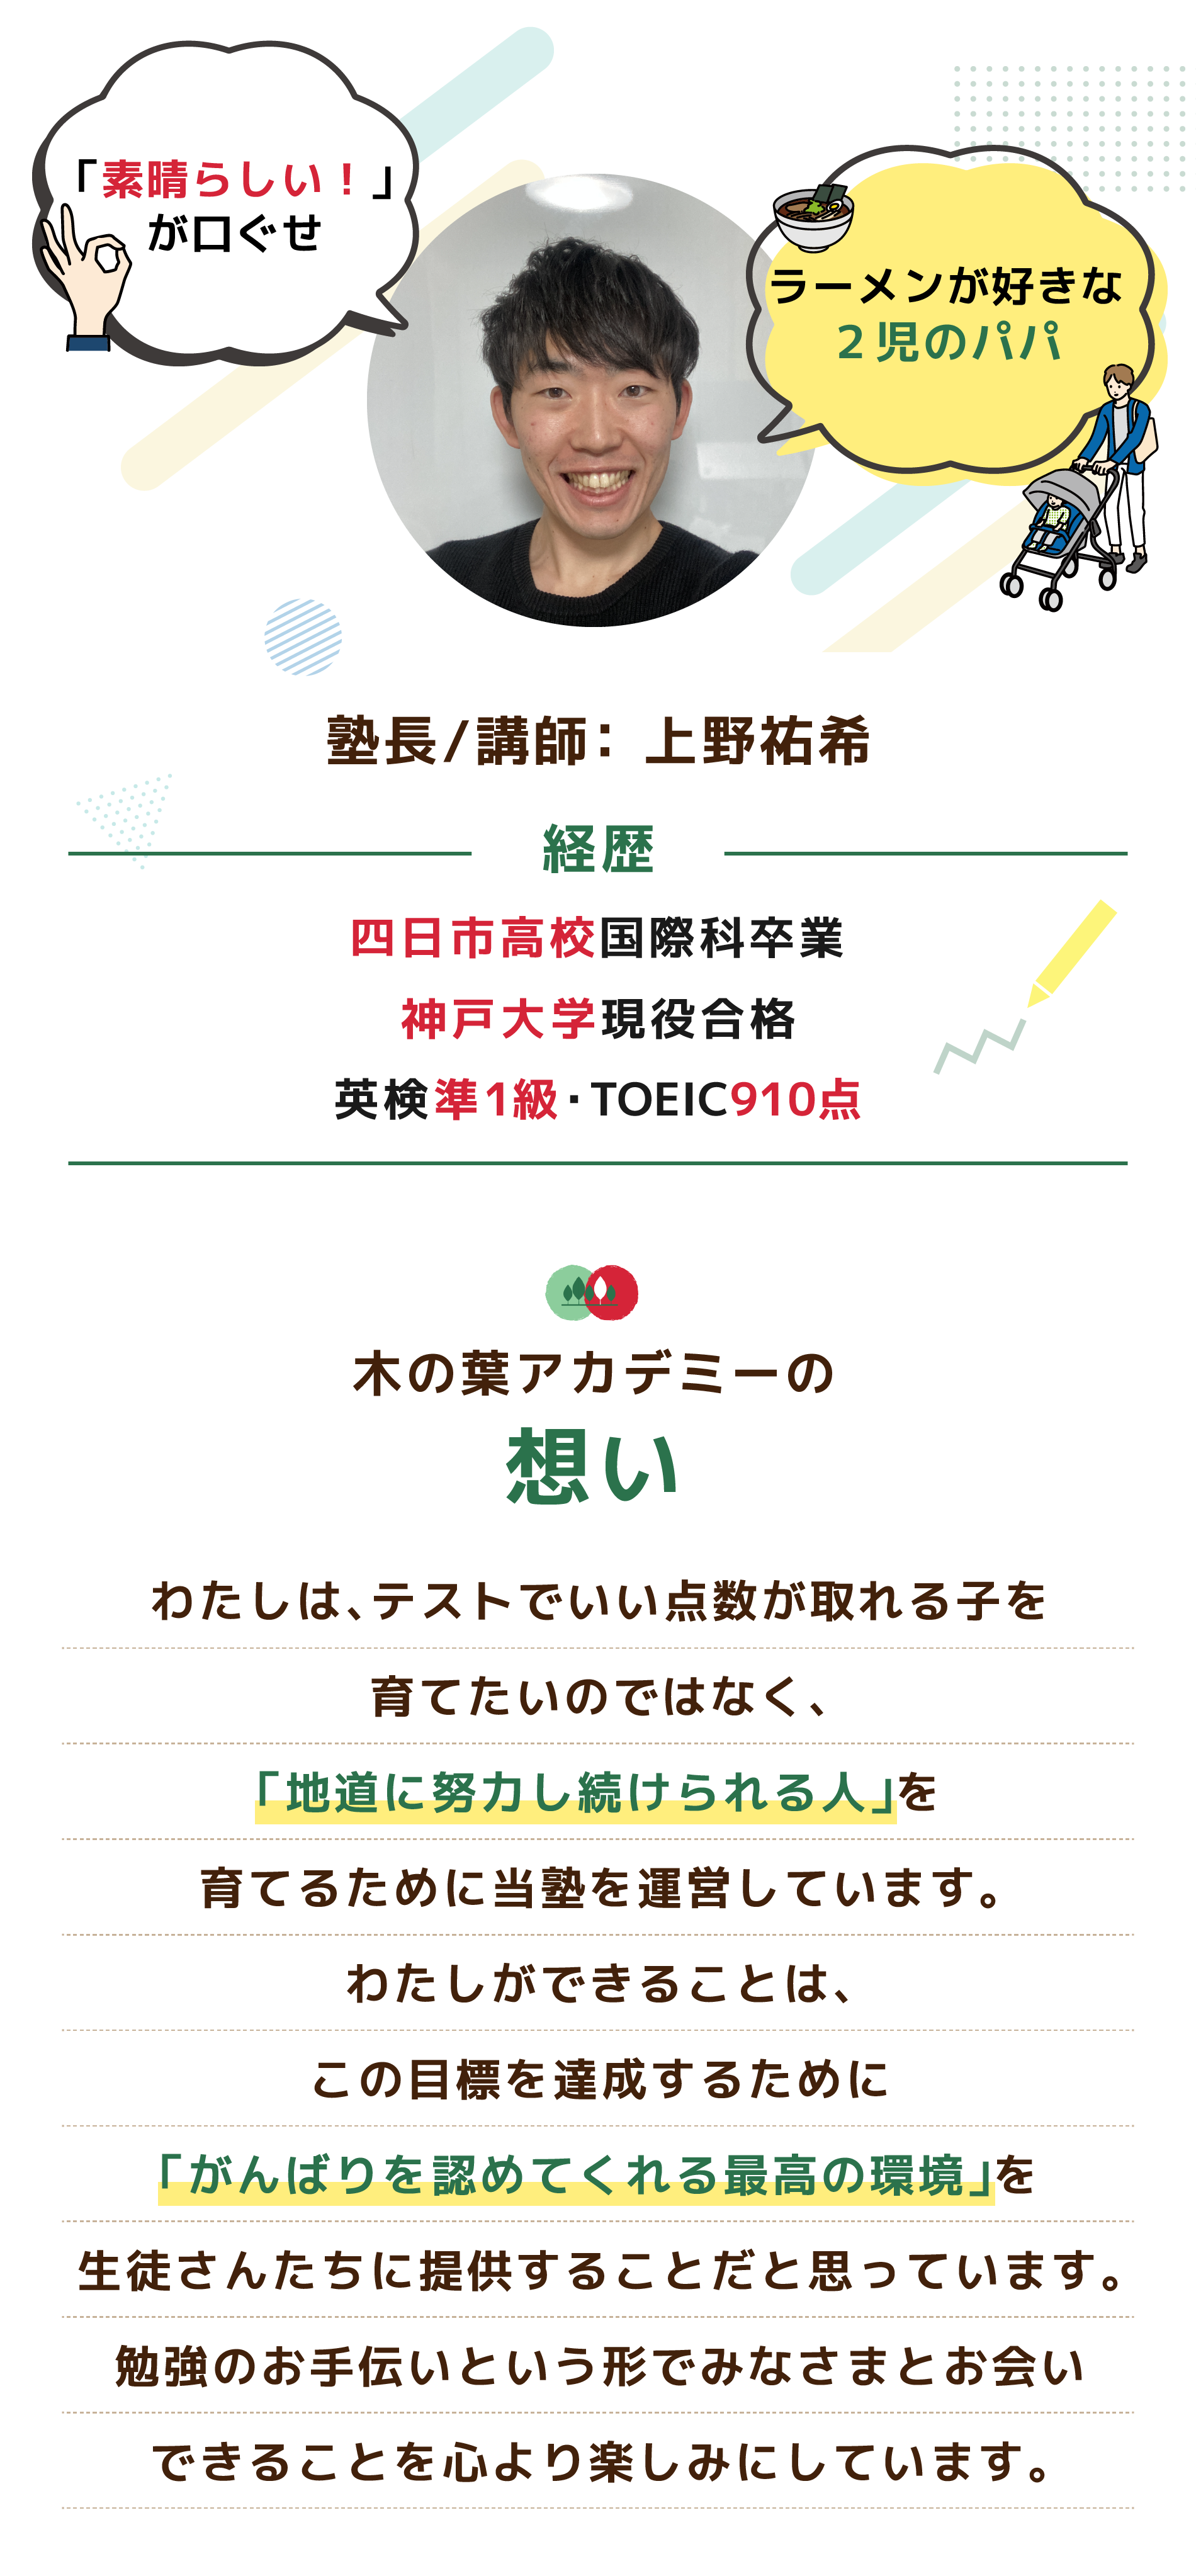 「素晴らしい！」
が口ぐせ
ラーメンが好きな
２児のパパ
塾長/講師：上野祐希
経歴
四日市高校国際科卒業
神戸大学現役合格
英検準1級・TOEIC910点
木の葉アカデミーの
想い
わたしは、テストでいい点数が取れる子を
育てたいのではなく、
「地道に努力し続けられる人」を
育てるために当塾を運営しています。
わたしができることは、
この目標を達成するために
「がんばりを認めてくれる最高の環境」を
生徒さんたちに提供することだと思っています。
勉強のお手伝いという形でみなさまとお会い
できることを心より楽しみにしています。